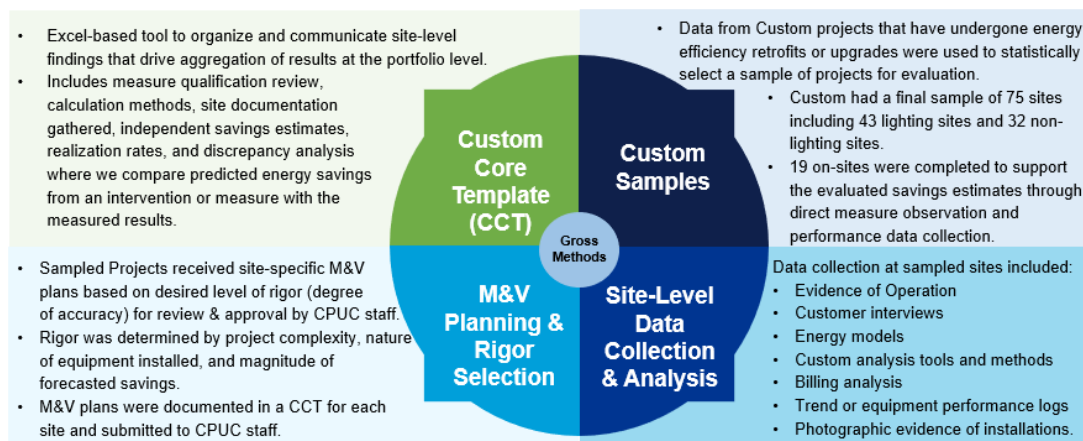 • Excel-based tool to organize and communicate site-level
findings that drive aggregation of results at the portfolio level.
• Includes measure qualification review,
calculation methods, site documentation
gathered, independent savings estimates,
realization rates, and discrepancy analysis
where we compare predicted energy savings
from an intervention or measure with the
measured results.
Custom
Core
Template
(CCT)
Custom
Samples
• Data from Custom projects that have undergone energy
efficiency retrofits or upgrades were used to statistically
select a sample of projects for evaluation.
• Custom had a final sample of 75 sites
including 43 lighting sites and 32 non-
lighting sites.
• 19 on-sites were completed to support
the evaluated savings estimates through
direct measure observation and
performance data collection.
Gross
Methods
• Sampled Projects received site-specific M&V
plans based on desired level of rigor (degree
of accuracy) for review & approval by CPUC staff.
• Rigor was determined by project complexity, nature
of equipment installed, and magnitude of
forecasted savings.
• M&V plans were documented in a CCT for each
site and submitted to CPUC staff.
M&V
Planning &
Rigor
Selection
Site-Level
Data
Collection
& Analysis
Data collection at sampled sites included:
• Evidence of Operation
• Customer interviews
• Energy models
• Custom analysis tools and methods
• Billing analysis
• Trend or equipment performance logs
• Photographic evidence of installations.